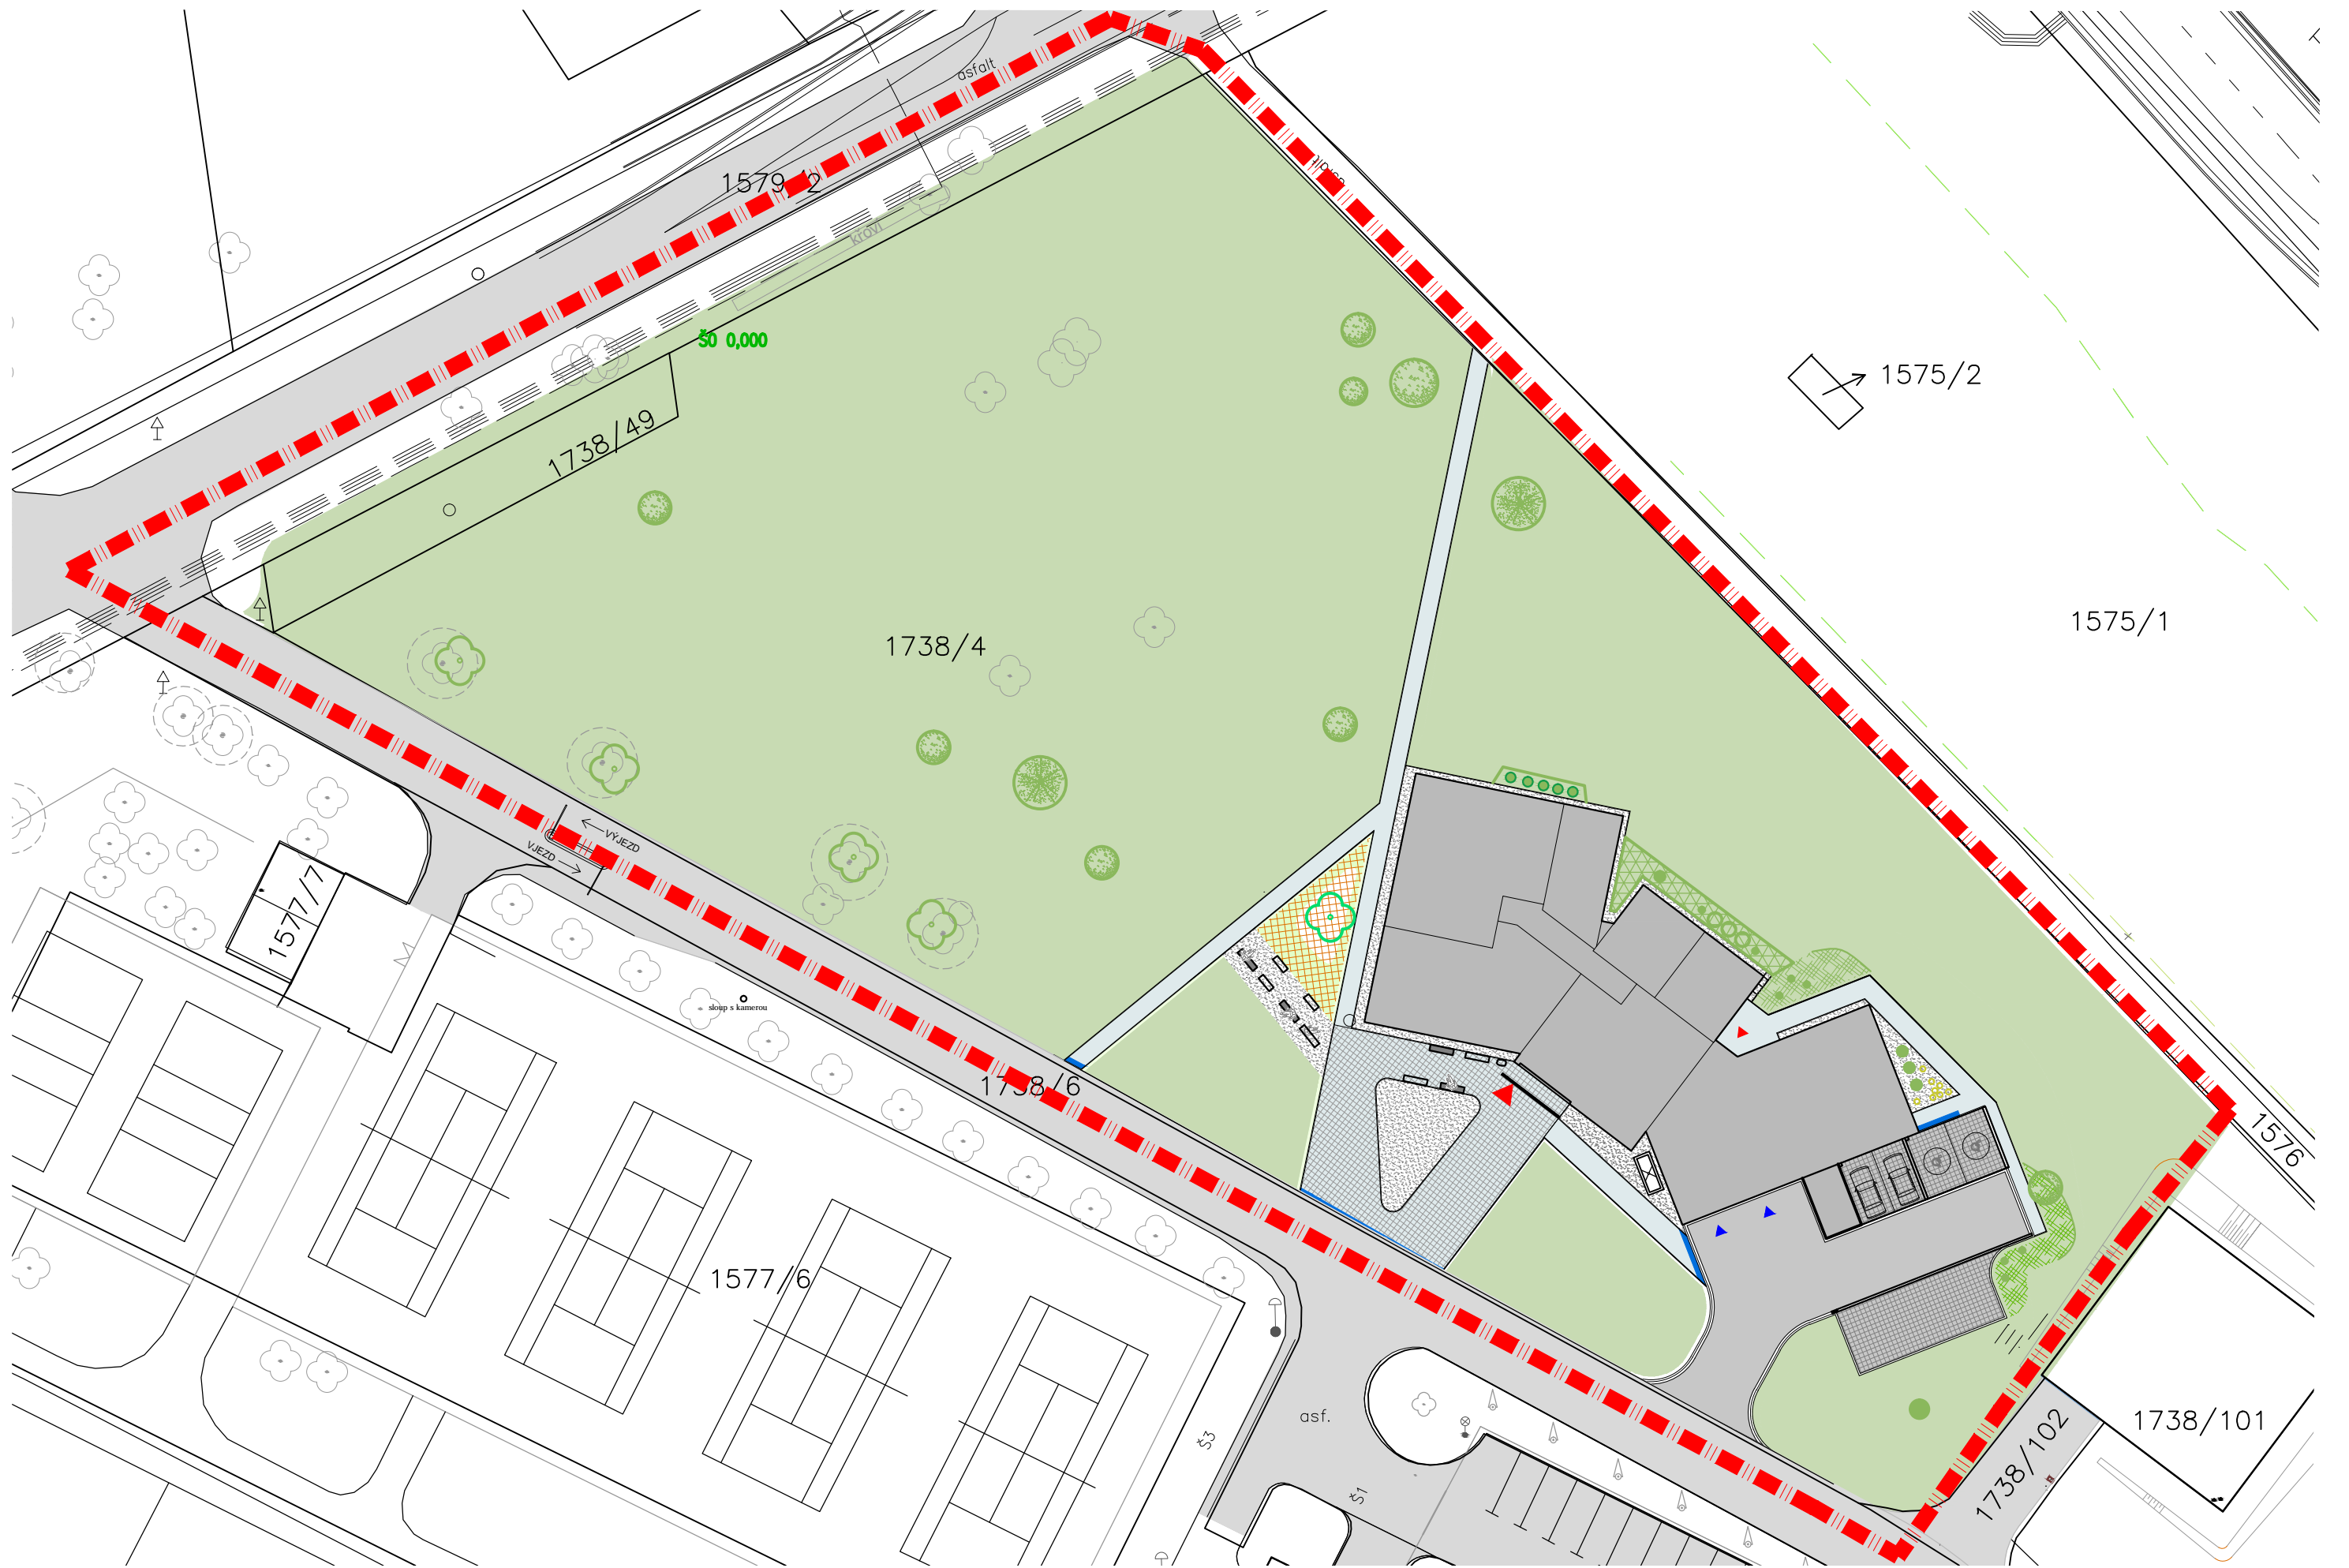 asfalt
1579/2
křoví
ŠO 0,000
1575/2
1738/49
1575/1
1738/4
VÝJEZD
VJEZD
1577/7
sloup s kamerou
1738/6
1576
1577/6
asf.
Š3
Š1
1738/101
1738/102